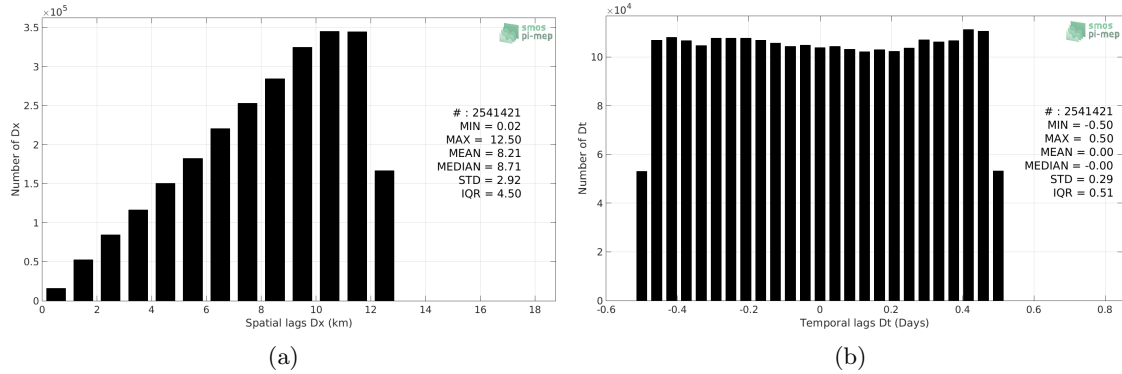 ×10^5
3.5
3
2.5
2
1.5
1
0.5
0
0 2 4 6 8 10 12 14 16 18
Number of Dx
Spatial lags Dx (km)
smos
pi-mep
# : 2541421
MIN = 0.02
MAX = 12.50
MEAN = 8.21
MEDIAN = 8.71
STD = 2.92
IQR = 4.50
(a)
×10^4
10
8
6
4
2
0
-0.6 -0.4 -0.2 0 0.2 0.4 0.6 0.8
Number of Dt
Temporal lags Dt (Days)
smos
pi-mep
# : 2541421
MIN = -0.50
MAX = 0.50
MEAN = 0.00
MEDIAN = -0.00
STD = 0.29
IQR = 0.51
(b)